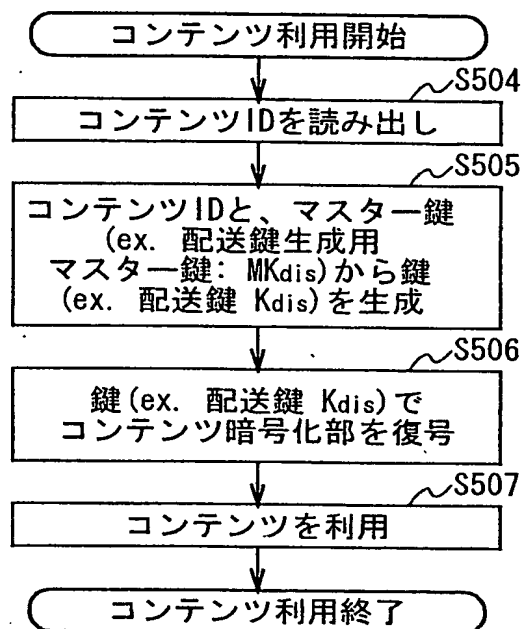 コンテンツ利用開始
S504
コンテンツIDを読み出し
S505
コンテンツIDと、マスター鍵
(ex. 配送鍵生成用
マスター鍵: MKdis)から鍵
(ex. 配送鍵 Kdis)を生成
S506
鍵(ex. 配送鍵 Kdis)で
コンテンツ暗号化部を復号
S507
コンテンツを利用
コンテンツ利用終了